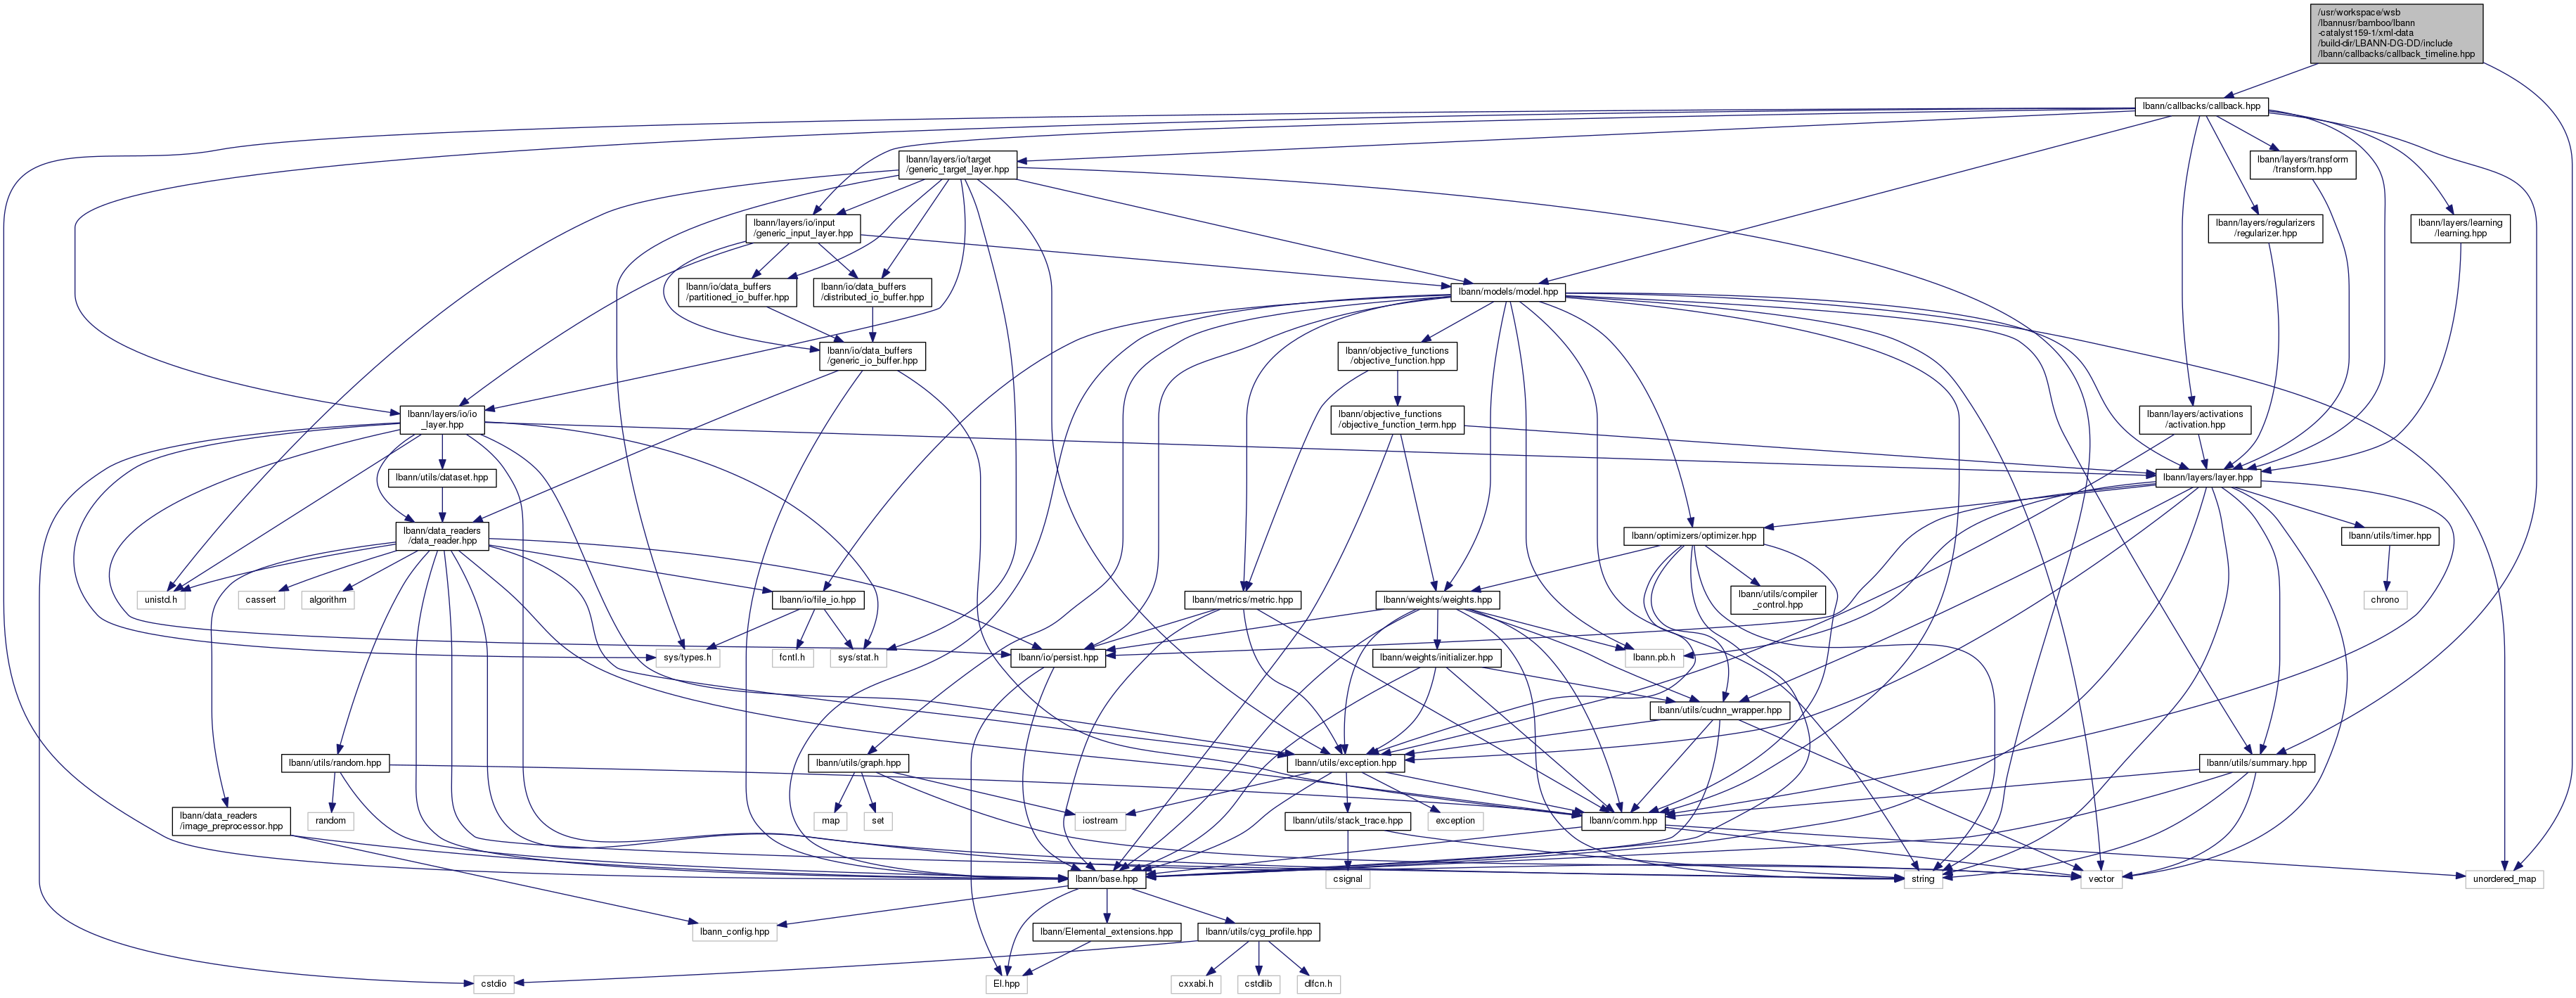 /usr/workspace/wsb
/lbannusr/bamboo/lbann
-catalyst159-1/xml-data
/build-dir/LBANN-DG-DD/include
/lbann/callbacks/callback_timeline.hpp
lbann/callbacks/callback.hpp
lbann/layers/io/target
/generic_target_layer.hpp
lbann/layers/transform
/transform.hpp
lbann/layers/io/input
/generic_input_layer.hpp
lbann/layers/regularizers
/regularizer.hpp
lbann/layers/learning
/learning.hpp
lbann/io/data_buffers
/partitioned_io_buffer.hpp
lbann/io/data_buffers
/distributed_io_buffer.hpp
lbann/models/model.hpp
lbann/io/data_buffers
/generic_io_buffer.hpp
lbann/objective_functions
/objective_function.hpp
lbann/layers/io/io
_layer.hpp
lbann/objective_functions
/objective_function_term.hpp
lbann/layers/activations
/activation.hpp
lbann/utils/dataset.hpp
lbann/layers/layer.hpp
lbann/data_readers
/data_reader.hpp
lbann/optimizers/optimizer.hpp
lbann/utils/timer.hpp
unistd.h
cassert
algorithm
lbann/io/file_io.hpp
lbann/metrics/metric.hpp
lbann/weights/weights.hpp
lbann/utils/compiler
_control.hpp
chrono
sys/types.h
fcntl.h
sys/stat.h
lbann/io/persist.hpp
lbann/weights/initializer.hpp
lbann.pb.h
lbann/utils/cudnn_wrapper.hpp
lbann/utils/random.hpp
lbann/utils/graph.hpp
lbann/utils/exception.hpp
lbann/utils/summary.hpp
lbann/data_readers
/image_preprocessor.hpp
random
map
set
iostream
lbann/utils/stack_trace.hpp
exception
lbann/comm.hpp
lbann/base.hpp
csignal
string
vector
unordered_map
lbann_config.hpp
lbann/Elemental_extensions.hpp
lbann/utils/cyg_profile.hpp
cstdio
El.hpp
cxxabi.h
cstdlib
dlfcn.h